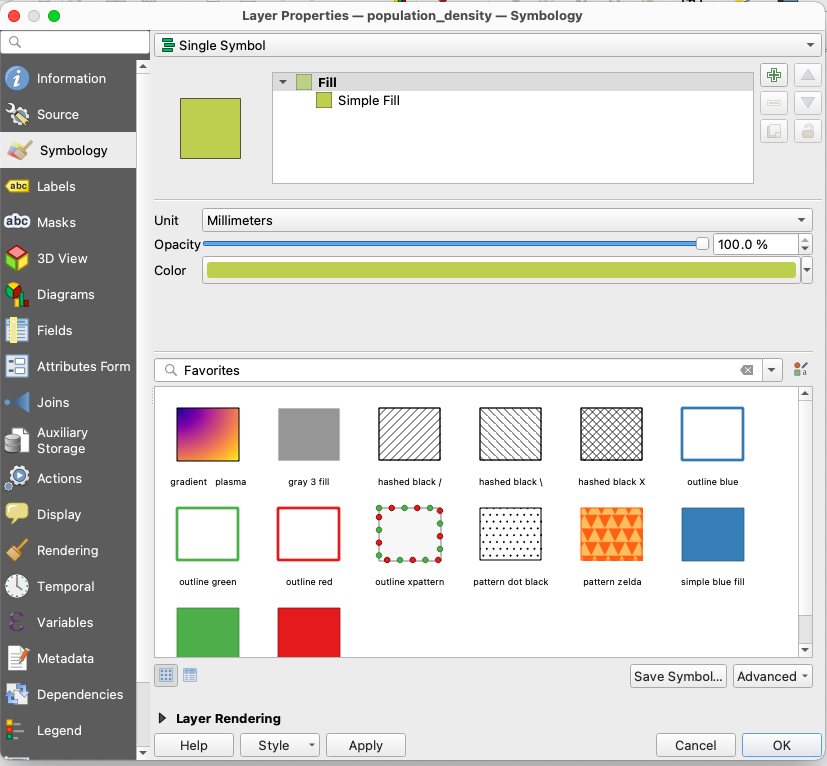 Layer Properties — population_density — Symbology
Single Symbol
Information
Source
Symbology
abc Labels
abc Masks
3D View
Diagrams
Fields
Attributes Form
Joins
Auxiliary
Storage
Actions
Display
Rendering
Temporal
Variables
Metadata
Dependencies
Legend
Fill
Simple Fill
Unit Millimeters
Opacity 100.0 %
Color
Favorites
gradient plasma
gray 3 fill
hashed black /
hashed black \
hashed black X
outline blue
outline green
outline red
outline xpattern
pattern dot black
pattern zelda
simple blue fill
Save Symbol...
Advanced
Layer Rendering
Help
Style
Apply
Cancel
OK